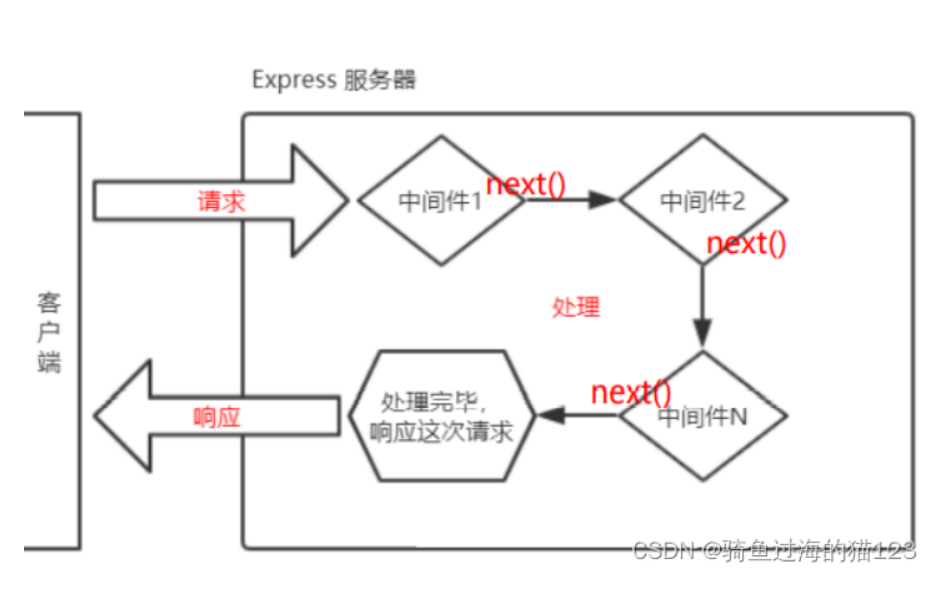 Express 服务器
请求
中间件1
next()
中间件2
next()
客户端
处理
响应
处理完毕，
响应这次请求
next()
中间件N
CSDN @骑鱼过海的猫123